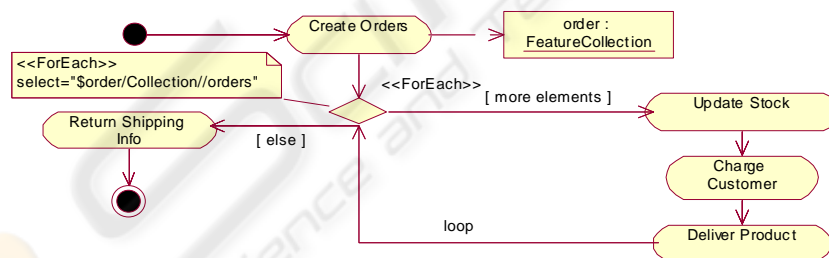 Create Orders
order :
FeatureCollection
<<ForEach>>
select="$order/Collection//orders"
<<ForEach>>
[ more elements ]
Update Stock
Return Shipping
Info
[ else ]
Charge
Customer
loop
Deliver Product